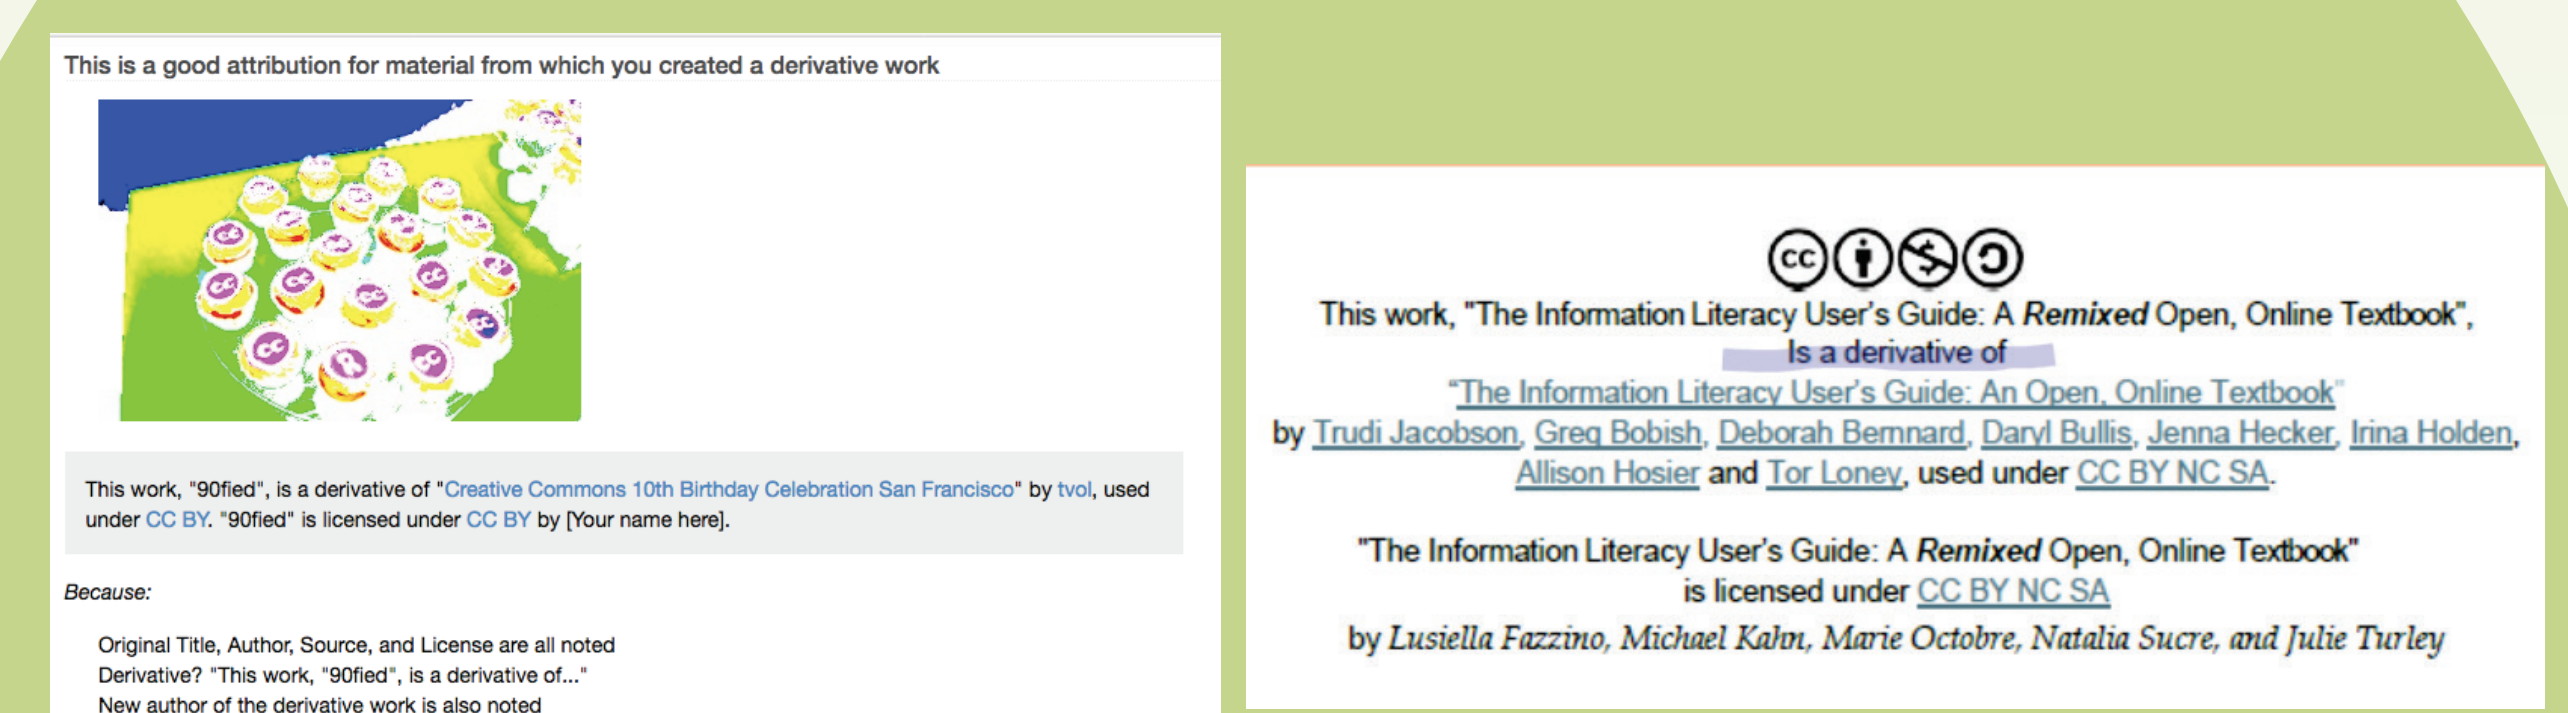 This is a good attribution for material from which you created a derivative work
This work, "90fied", is a derivative of "Creative Commons 10th Birthday Celebration San Francisco" by tvol, used
under CC BY. "90fied" is licensed under CC BY by [Your name here].
Because:
Original Title, Author, Source, and License are all noted
Derivative? "This work, "90fied", is a derivative of..."
New author of the derivative work is also noted
cc
This work, "The Information Literacy User's Guide: A Remixed Open, Online Textbook",
Is a derivative of
“The Information Literacy User's Guide: An Open, Online Textbook"
by Trudi Jacobson, Greg Bobish, Deborah Bernnard, Daryl Bullis, Jenna Hecker, Irina Holden,
Allison Hosier and Tor Loney, used under CC BY NC SA.
"The Information Literacy User's Guide: A Remixed Open, Online Textbook"
is licensed under CC BY NC SA
by Lusiella Fazzino, Michael Kahn, Marie Octobre, Natalia Sucre, and Julie Turley